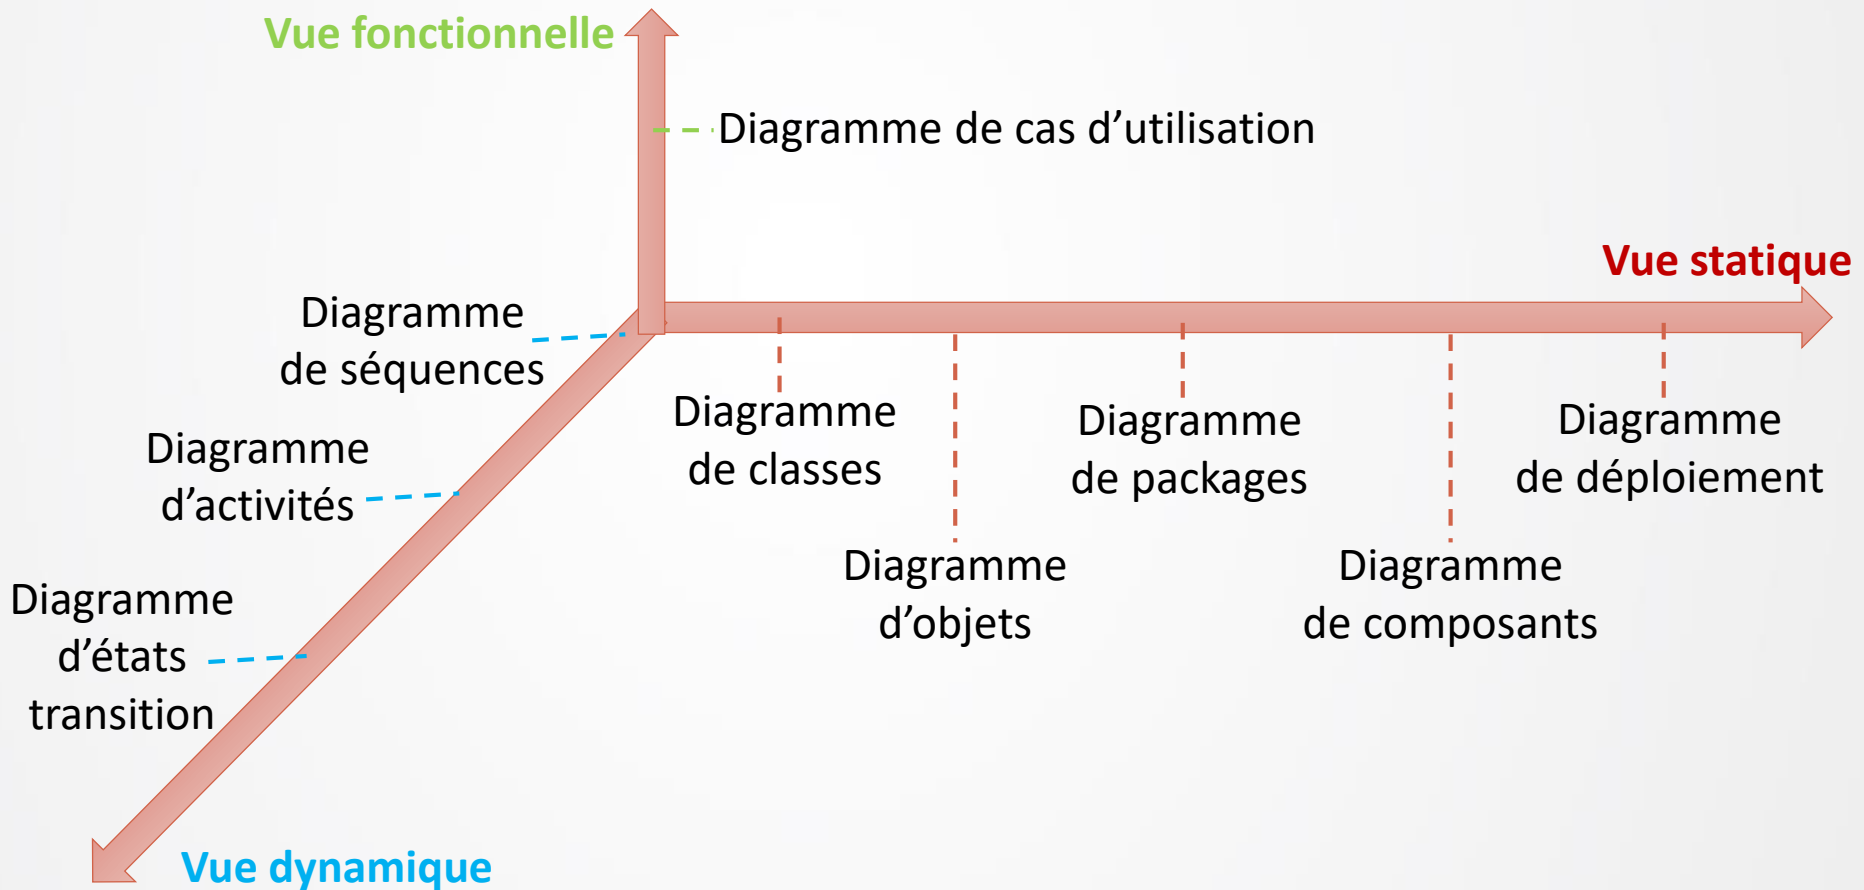 Vue fonctionnelle
Diagramme de cas d’utilisation
Vue statique
Diagramme
de séquences
Diagramme
de classes
Diagramme
de packages
Diagramme
de déploiement
Diagramme
d’activités
Diagramme
d’objets
Diagramme
de composants
Diagramme
d’états
transition
Vue dynamique